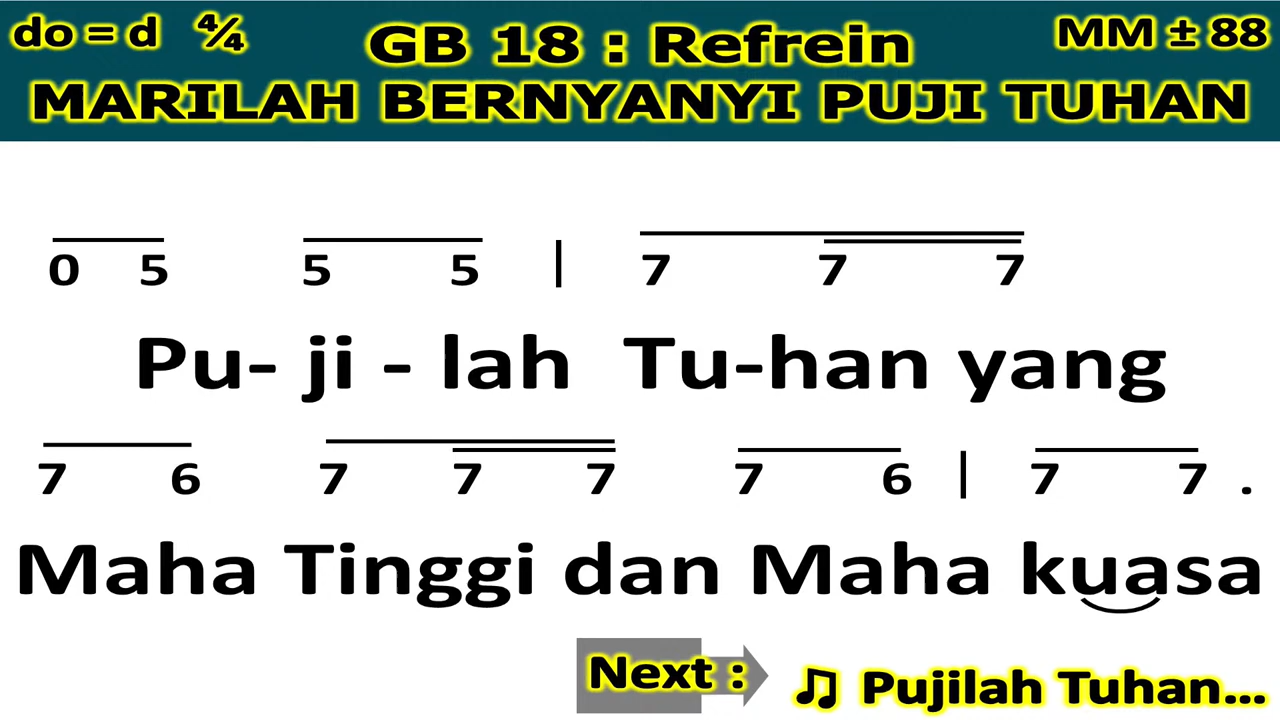 do = d 4/4 GB 18 : Refrein MM ± 88
MARILAH BERNYANYI PUJI TUHAN
0 5 5 5 | 7 7 7
Pu- ji - lah Tu-han yang
7 6 7 7 7 7 6 | 7 7 .
Maha Tinggi dan Maha kuasa
Next : ♫ Pujilah Tuhan...